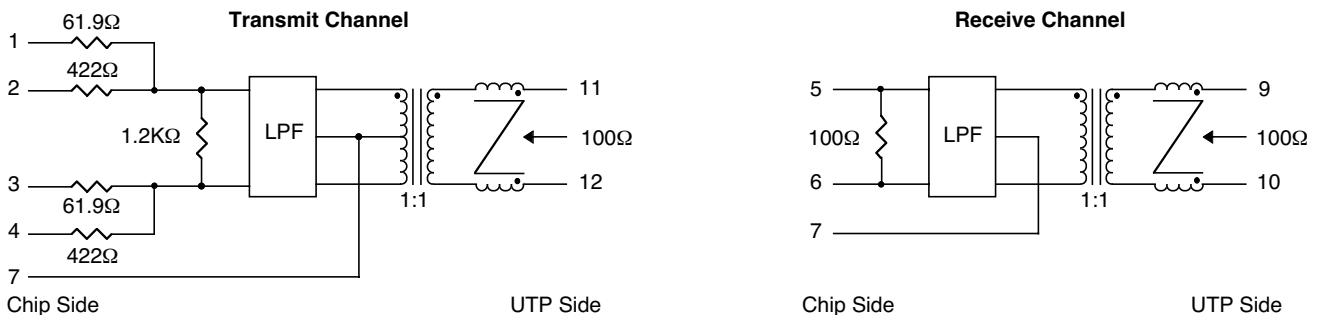 Transmit Channel
61.9Ω
1
422Ω
2
1.2KΩ
LPF
11
100Ω
12
3
61.9Ω
1:1
4
422Ω
7
Chip Side
UTP Side
Receive Channel
5
100Ω
LPF
9
100Ω
6
10
1:1
7
Chip Side
UTP Side